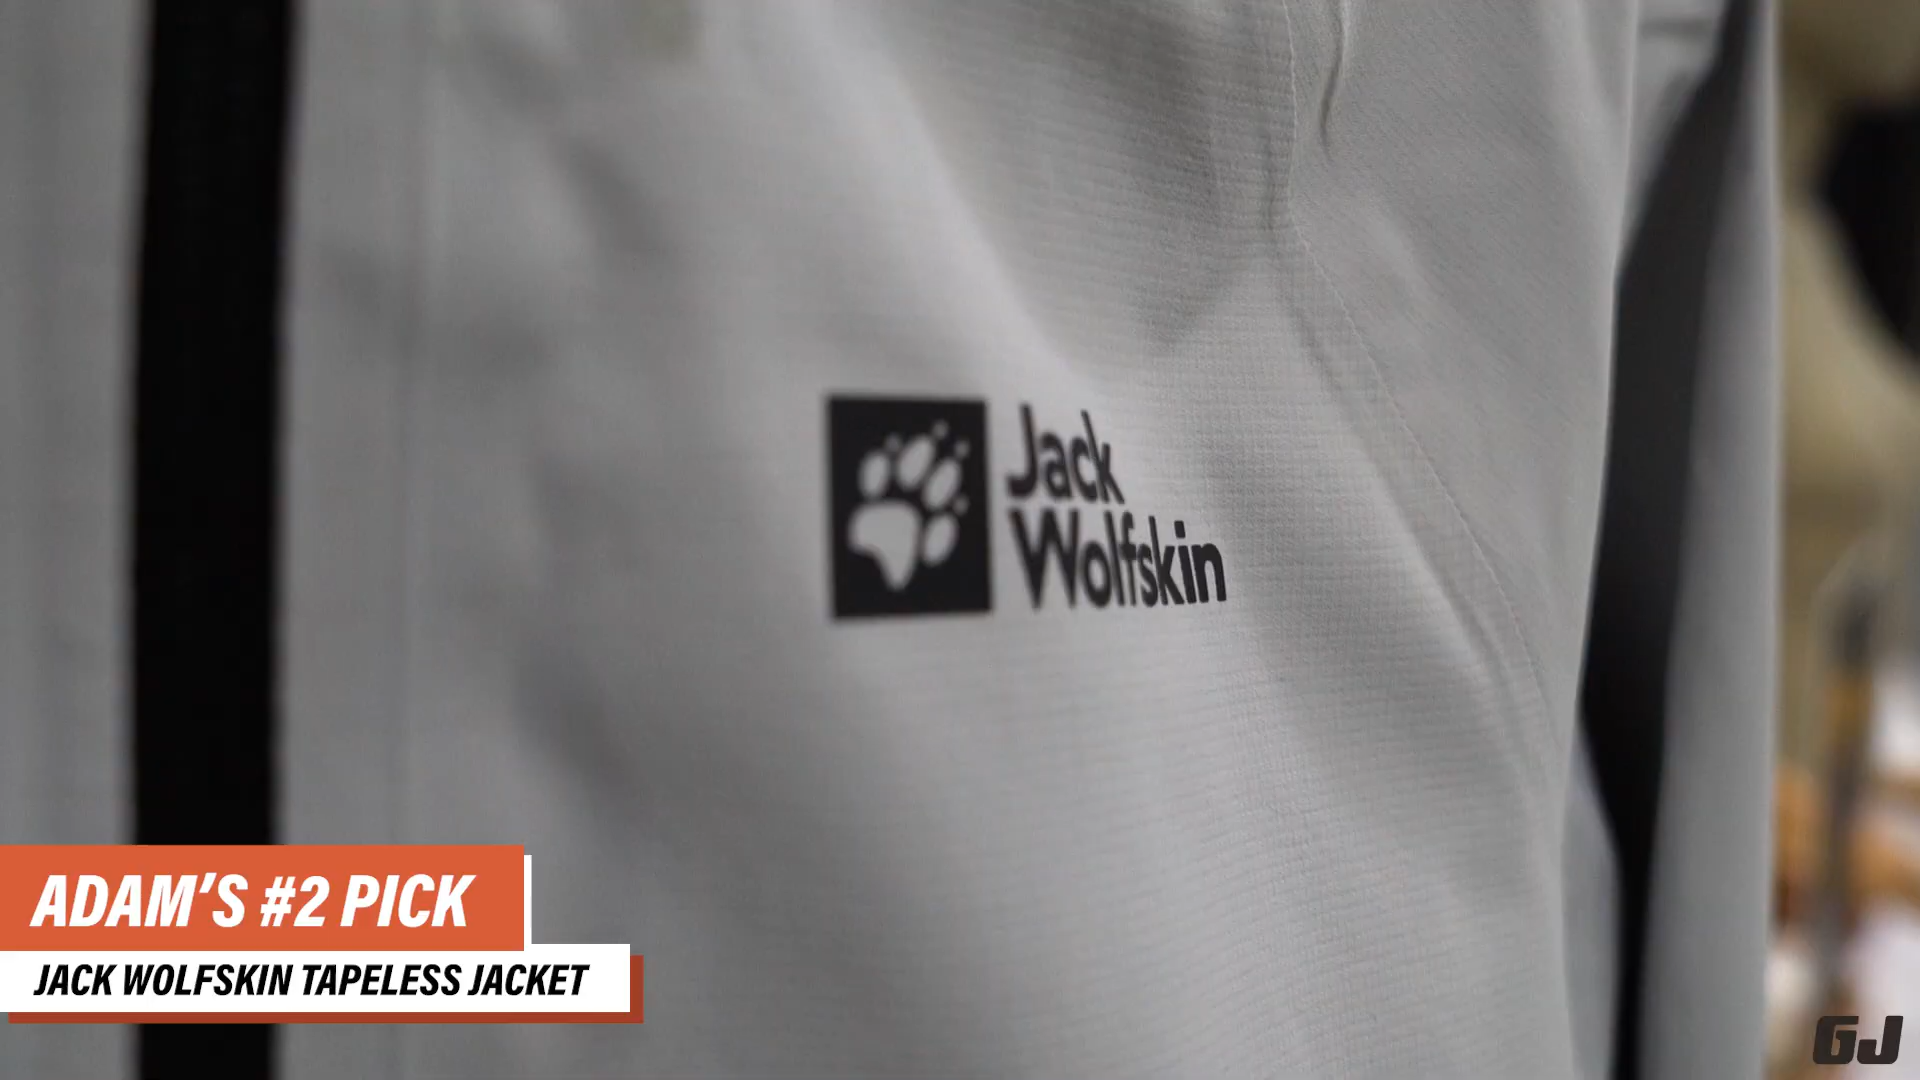 Jack
Wolfskin
ADAM'S #2 PICK
JACK WOLFSKIN TAPELESS JACKET
GJ